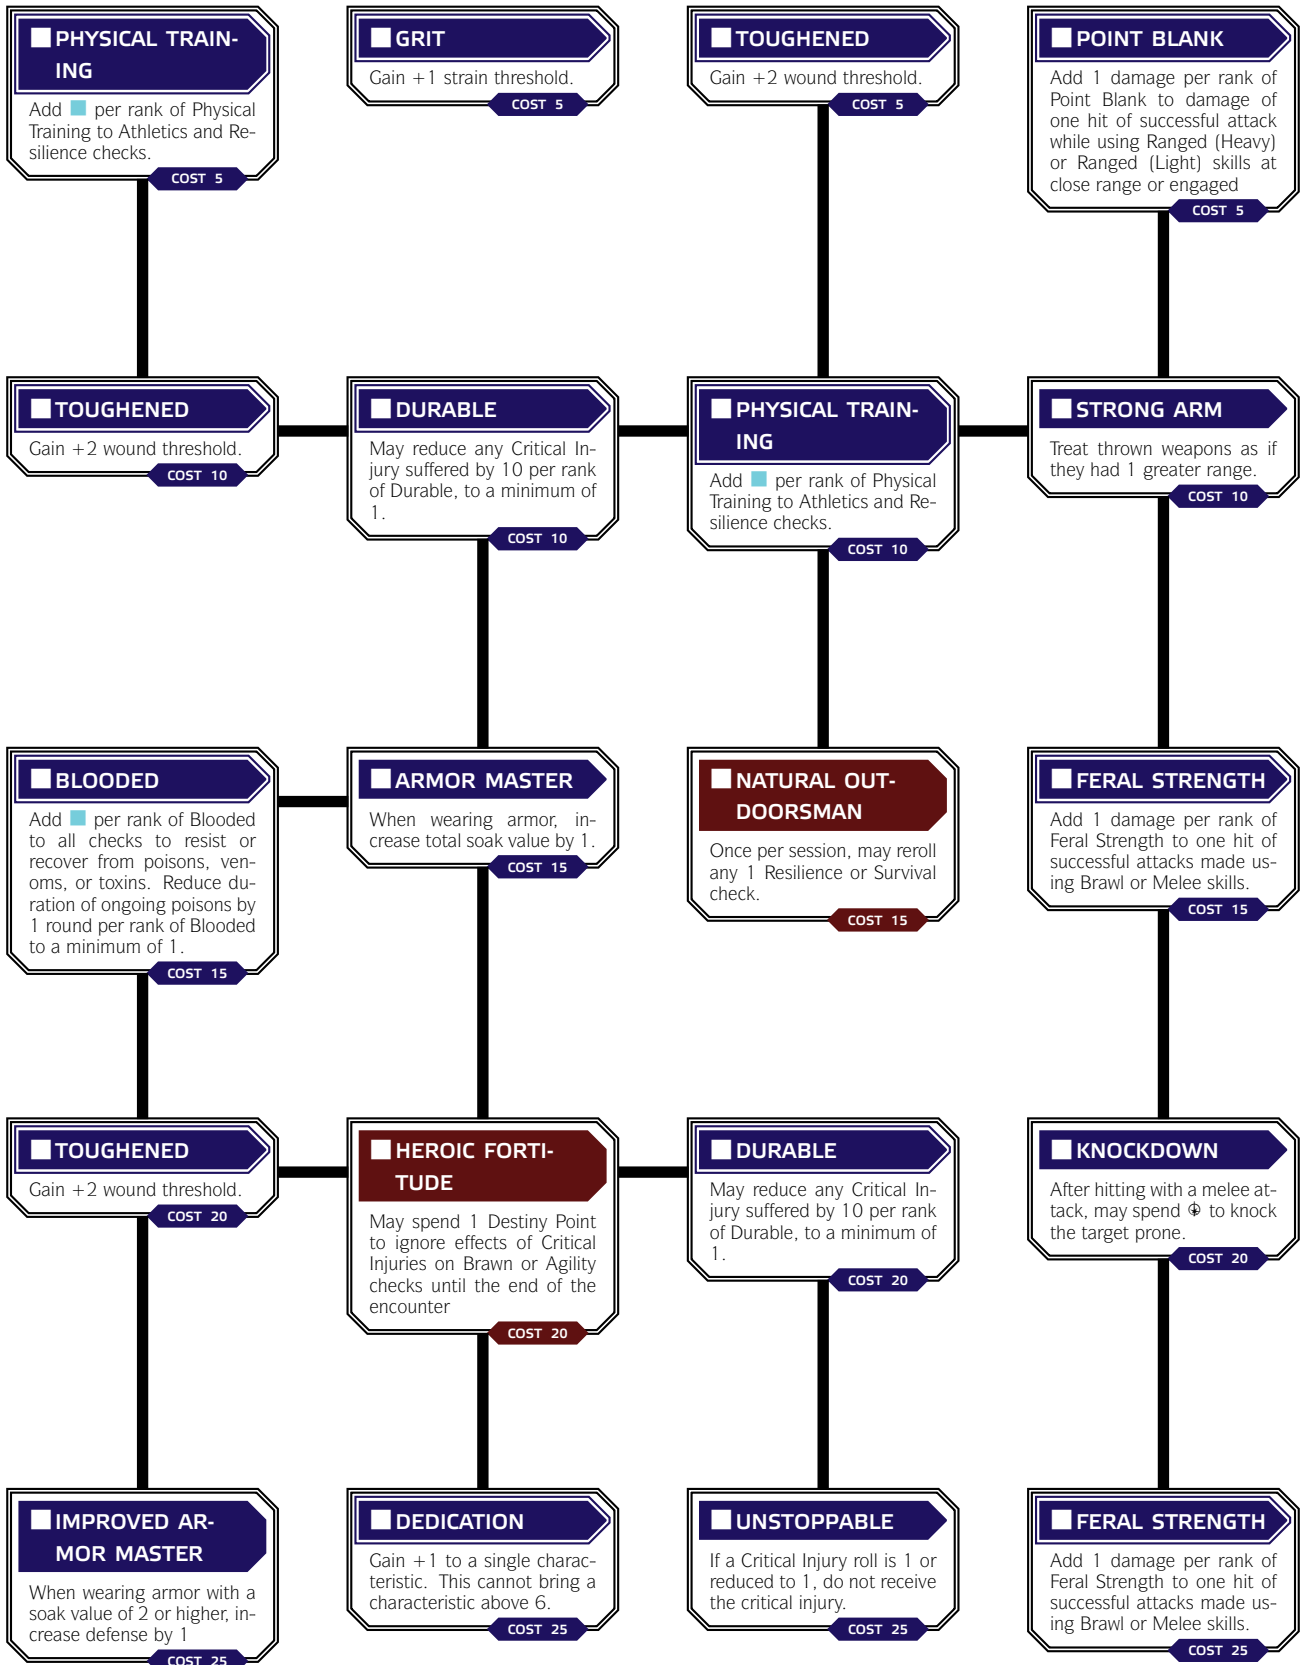 PHYSICAL TRAIN-
ING
Add per rank of Physical
Training to Athletics and Re-
silience checks.
COST 5
GRIT
Gain +1 strain threshold.
COST 5
TOUGHENED
Gain +2 wound threshold.
COST 5
POINT BLANK
Add 1 damage per rank of
Point Blank to damage of
one hit of successful attack
while using Ranged (Heavy)
or Ranged (Light) skills at
close range or engaged
COST 5
TOUGHENED
Gain +2 wound threshold.
COST 10
DURABLE
May reduce any Critical In-
jury suffered by 10 per rank
of Durable, to a minimum of
1.
COST 10
PHYSICAL TRAIN-
ING
Add per rank of Physical
Training to Athletics and Re-
silience checks.
COST 10
STRONG ARM
Treat thrown weapons as if
they had 1 greater range.
COST 10
BLOODED
Add per rank of Blooded
to all checks to resist or
recover from poisons, ven-
oms, or toxins. Reduce du-
ration of ongoing poisons by
1 round per rank of Blooded
to a minimum of 1.
COST 15
ARMOR MASTER
When wearing armor, in-
crease total soak value by 1.
COST 15
NATURAL OUT-
DOORSMAN
Once per session, may reroll
any 1 Resilience or Survival
check.
COST 15
FERAL STRENGTH
Add 1 damage per rank of
Feral Strength to one hit of
successful attacks made us-
ing Brawl or Melee skills.
COST 15
TOUGHENED
Gain +2 wound threshold.
COST 20
HEROIC FORTI-
TUDE
May spend 1 Destiny Point
to ignore effects of Critical
Injuries on Brawn or Agility
checks until the end of the
encounter
COST 20
DURABLE
May reduce any Critical In-
jury suffered by 10 per rank
of Durable, to a minimum of
1.
COST 20
KNOCKDOWN
After hitting with a melee at-
tack, may spend to knock
the target prone.
COST 20
IMPROVED AR-
MOR MASTER
When wearing armor with a
soak value of 2 or higher, in-
crease defense by 1
COST 25
DEDICATION
Gain +1 to a single charac-
teristic. This cannot bring a
characteristic above 6.
COST 25
UNSTOPPABLE
If a Critical Injury roll is 1 or
reduced to 1, do not receive
the critical injury.
COST 25
FERAL STRENGTH
Add 1 damage per rank of
Feral Strength to one hit of
successful attacks made us-
ing Brawl or Melee skills.
COST 25